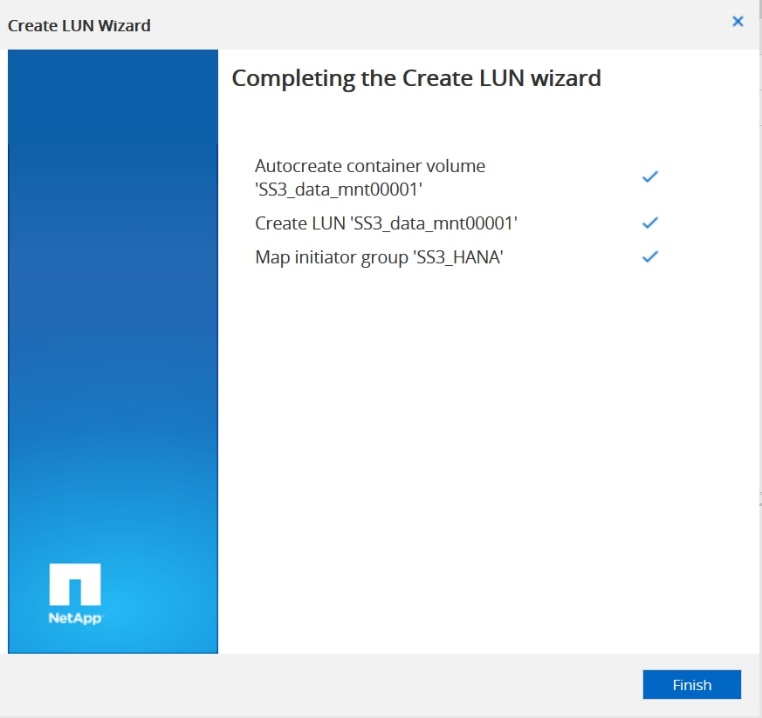 Create LUN Wizard
Completing the Create LUN wizard
Autocreate container volume
'SS3_data_mnt00001'
Create LUN 'SS3_data_mnt00001'
Map initiator group 'SS3_HANA'
NetApp
Finish